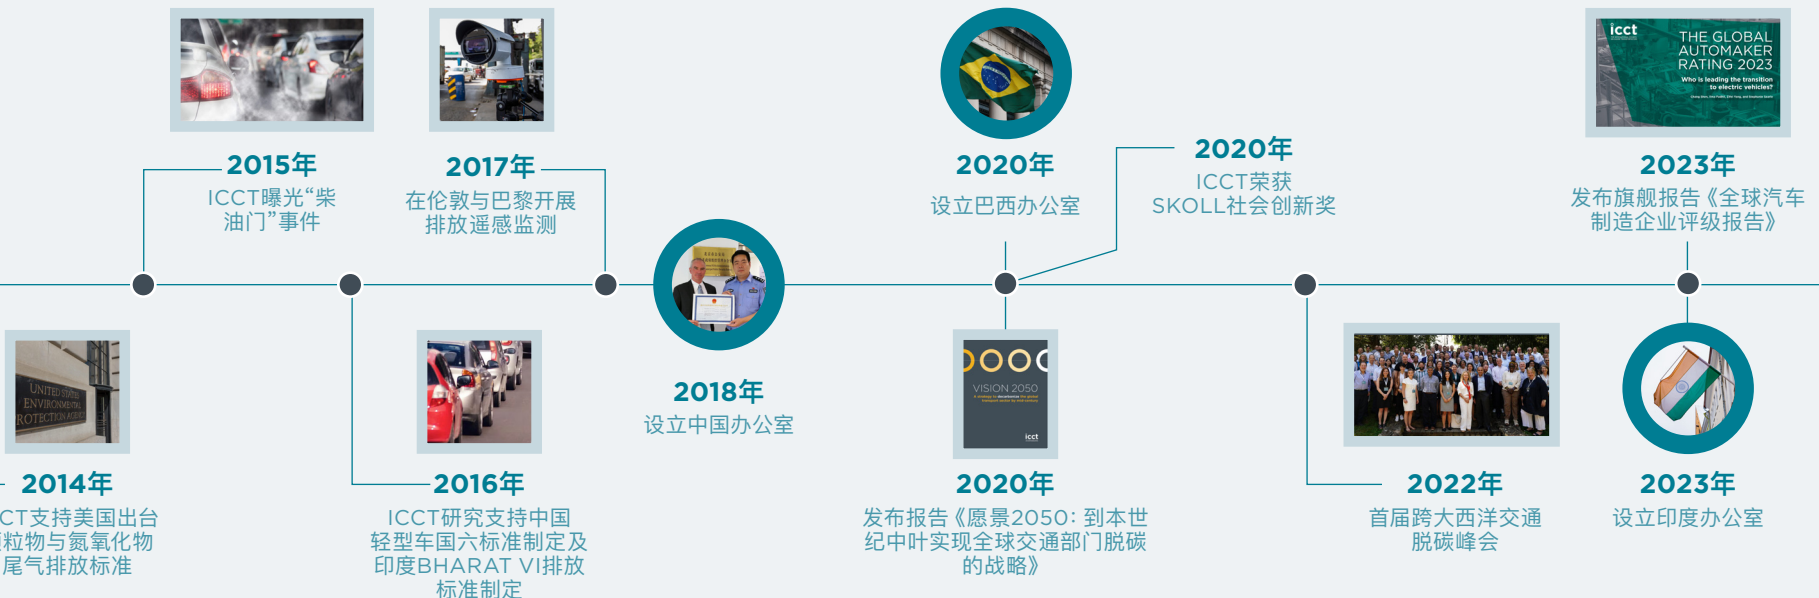 2015年
ICCT曝光“柴
油门”事件
2017年
在伦敦与巴黎开展
排放遥感监测
2020年
设立巴西办公室
2020年
ICCT荣获
SKOLL社会创新奖
icct
THE GLOBAL
AUTOMAKER
RATING 2023
Who is leading the transition
to electric vehicles?
2023年
发布旗舰报告《全球汽车
制造企业评级报告》
UNITED STATES
ENVIRONMENTAL
PROTECTION AGENCY
2014年
CT支持美国出台
粒物与氮氧化物
尾气排放标准
2016年
ICCT研究支持中国
轻型车国六标准制定及
印度BHARAT VI排放
标准制定
2018年
设立中国办公室
VISION 2050
A strategy to decarbonize the global
transport sector by mid-century
icct
2020年
发布报告《愿景2050：到本世
纪中叶实现全球交通部门脱碳
的战略》
2022年
首届跨大西洋交通
脱碳峰会
2023年
设立印度办公室